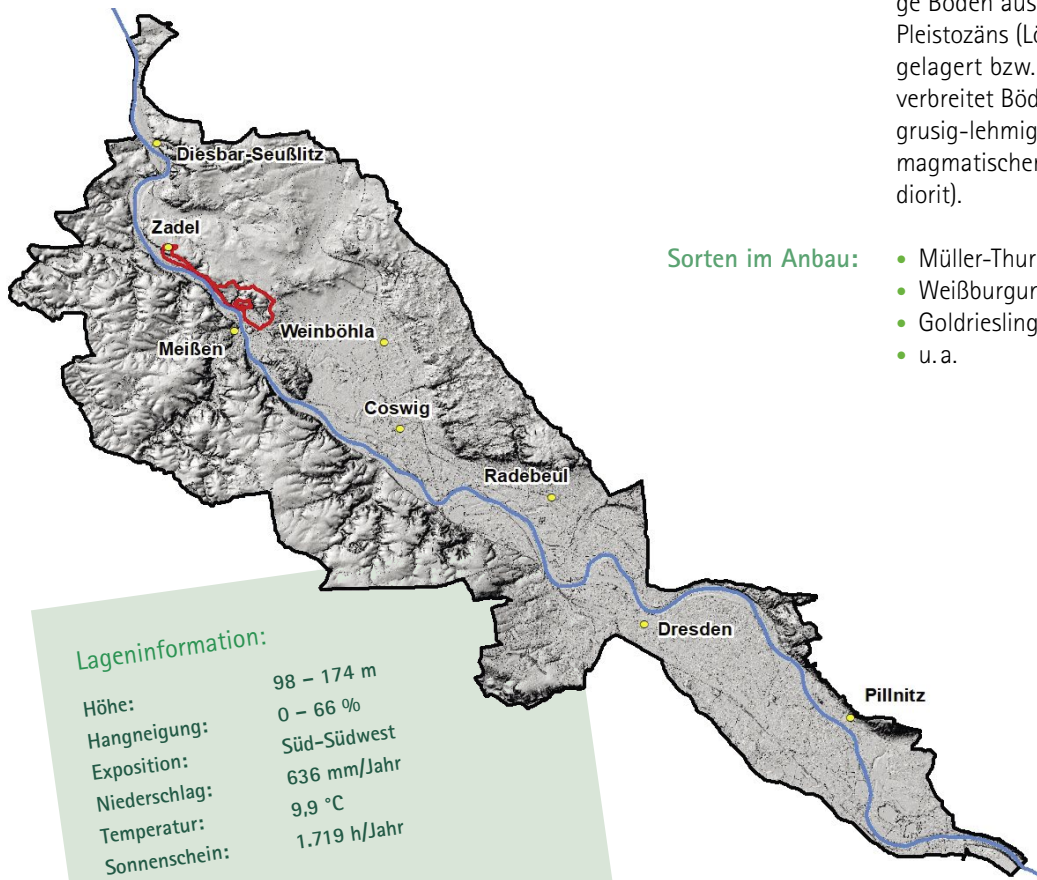 ge Böden aus
Pleistozäns (Lö
gelagert bzw.
verbreitet Böd
grusig-lehmig
magmatischer
diorit).
Sorten im Anbau:
• Müller-Thur
• Weißburgur
• Goldriesling
• u. a.
Diesbar-Seußlitz
Zadel
Weinböhla
Meißen
Coswig
Radebeul
Dresden
Pillnitz
Lageninformation:
Höhe: 98 – 174 m
Hangneigung: 0 – 66 %
Exposition: Süd-Südwest
Niederschlag: 636 mm/Jahr
Temperatur: 9,9 °C
Sonnenschein: 1.719 h/Jahr